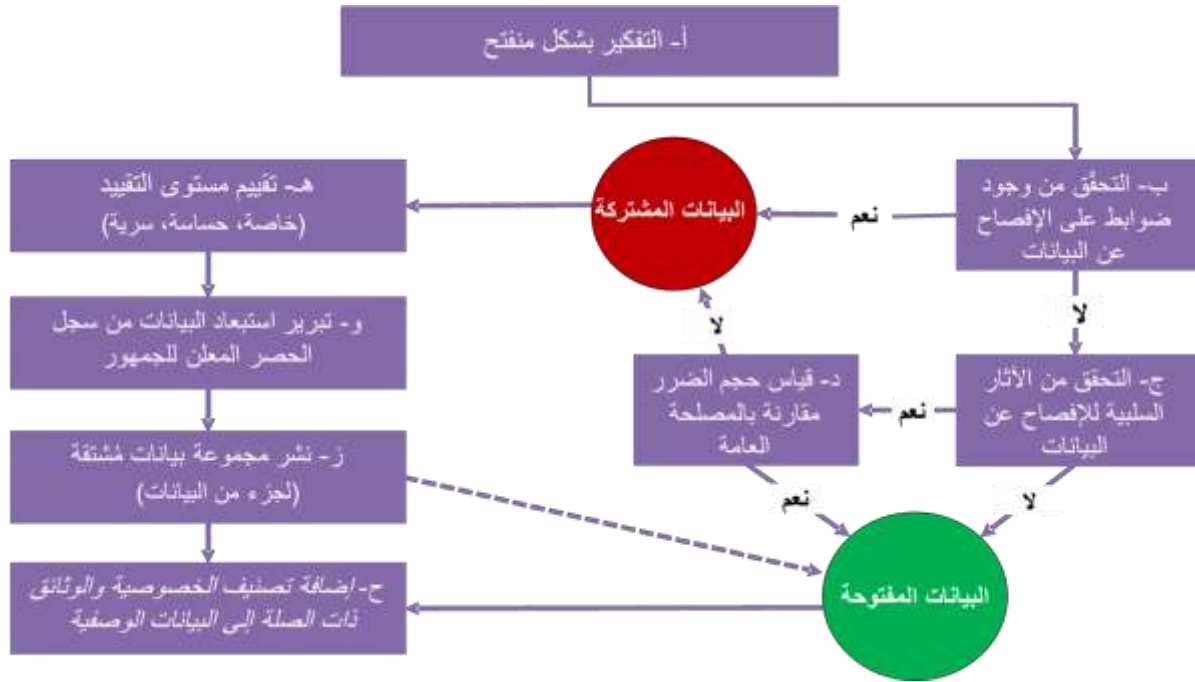 أ- التفكير بشكل منفتح
ب- التحقُّق من وجود
ضوابط على الإفصاح
عن البيانات
نعم
البيانات المشتركة
هـ- تقييم مستوى التقييد
(خاصة، حساسة، سرية)
لا
لا
و- تبرير استبعاد البيانات من سجل
الحصر المعلن للجمهور
ج- التحقق من الآثار
السلبية للإفصاح عن
البيانات
نعم
د- قياس حجم الضرر
مقارنة بالمصلحة
العامة
ز- نشر مجموعة بيانات مُشتقة
(لجزء من البيانات)
لا
نعم
البيانات المفتوحة
ح- إضافة تصنيف الخصوصية والوثائق
ذات الصلة إلى البيانات الوصفية